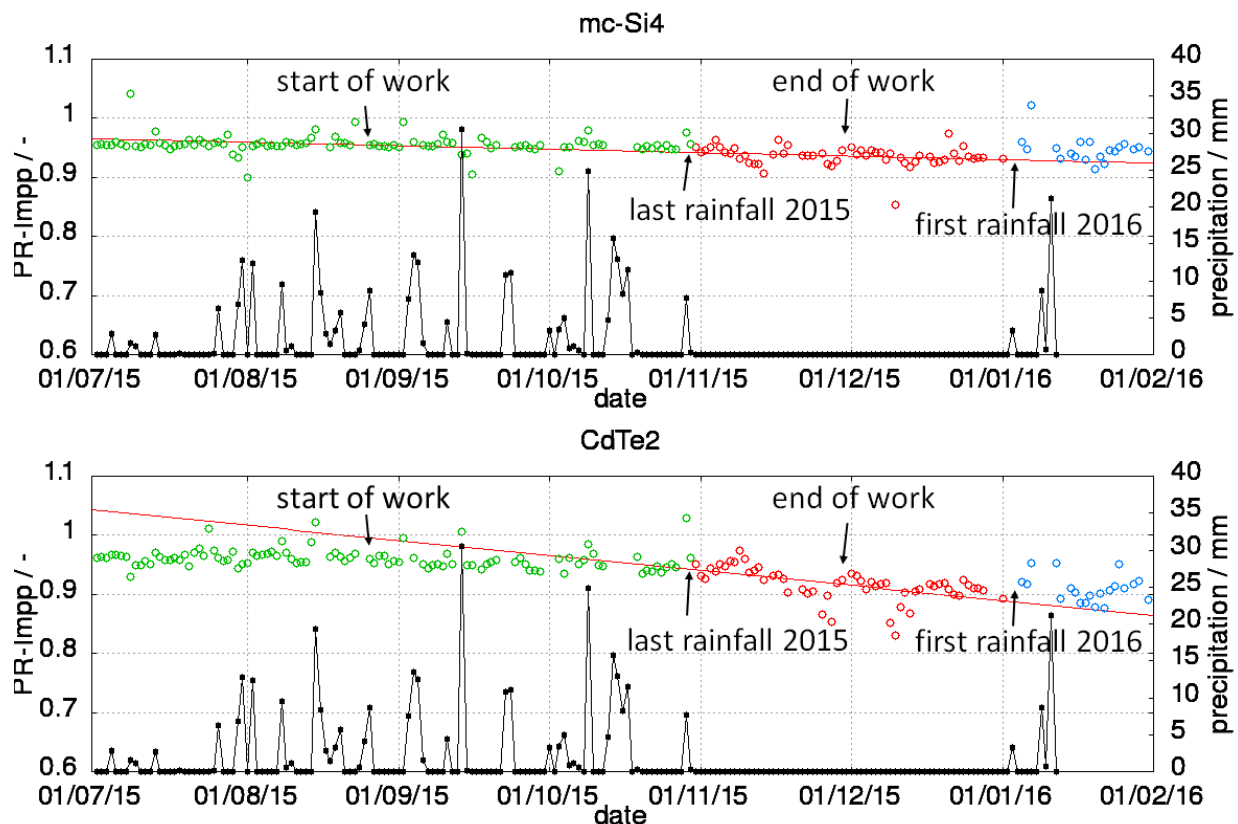 mc-Si4
1.1
1
0.9
0.8
0.7
0.6
PR-Impp / -
40
35
30
25
20
15
10
5
0
precipitation / mm
start of work
end of work
last rainfall 2015
first rainfall 2016
01/07/15 01/08/15 01/09/15 01/10/15 01/11/15 01/12/15 01/01/16 01/02/16
date
CdTe2
1.1
1
0.9
0.8
0.7
0.6
PR-Impp / -
40
35
30
25
20
15
10
5
0
precipitation / mm
start of work
end of work
last rainfall 2015
first rainfall 2016
01/07/15 01/08/15 01/09/15 01/10/15 01/11/15 01/12/15 01/01/16 01/02/16
date